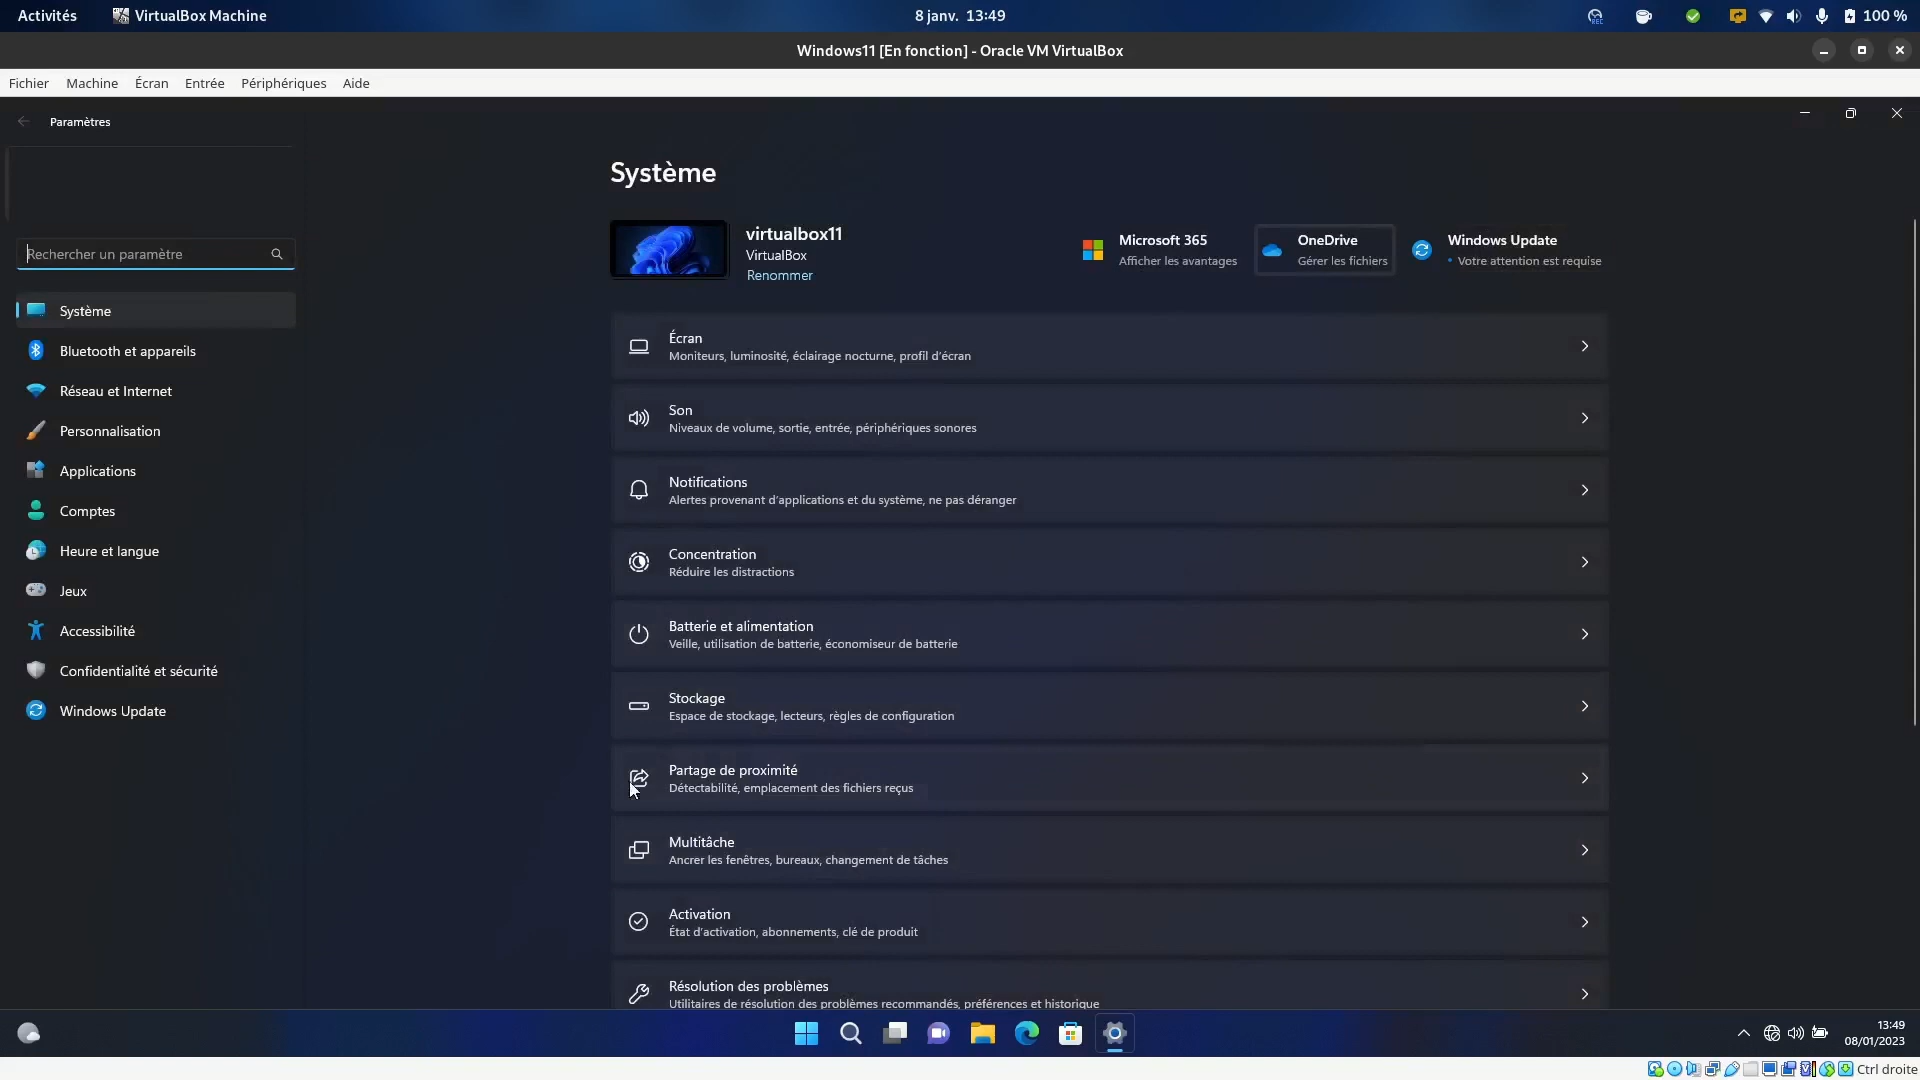 Activités
VirtualBox Machine
8 janv. 13:49
REC
100 %
Windows11 [En fonction] - Oracle VM VirtualBox
Fichier Machine Écran Entrée Périphériques Aide
Paramètres
Système
virtualbox11
VirtualBox
Renommer
Microsoft 365
Afficher les avantages
OneDrive
Gérer les fichiers
Windows Update
• Votre attention est requise
Rechercher un paramètre
Système
Bluetooth et appareils
Réseau et Internet
Personnalisation
Applications
Comptes
Heure et langue
Jeux
Accessibilité
Confidentialité et sécurité
Windows Update
Écran
Moniteurs, luminosité, éclairage nocturne, profil d'écran
Son
Niveaux de volume, sortie, entrée, périphériques sonores
Notifications
Alertes provenant d'applications et du système, ne pas déranger
Concentration
Réduire les distractions
Batterie et alimentation
Veille, utilisation de batterie, économiseur de batterie
Stockage
Espace de stockage, lecteurs, règles de configuration
Partage de proximité
Détectabilité, emplacement des fichiers reçus
Multitâche
Ancrer les fenêtres, bureaux, changement de tâches
Activation
État d'activation, abonnements, clé de produit
Résolution des problèmes
Utilitaires de résolution des problèmes recommandés, préférences et historique
13:49
08/01/2023
Ctrl droite